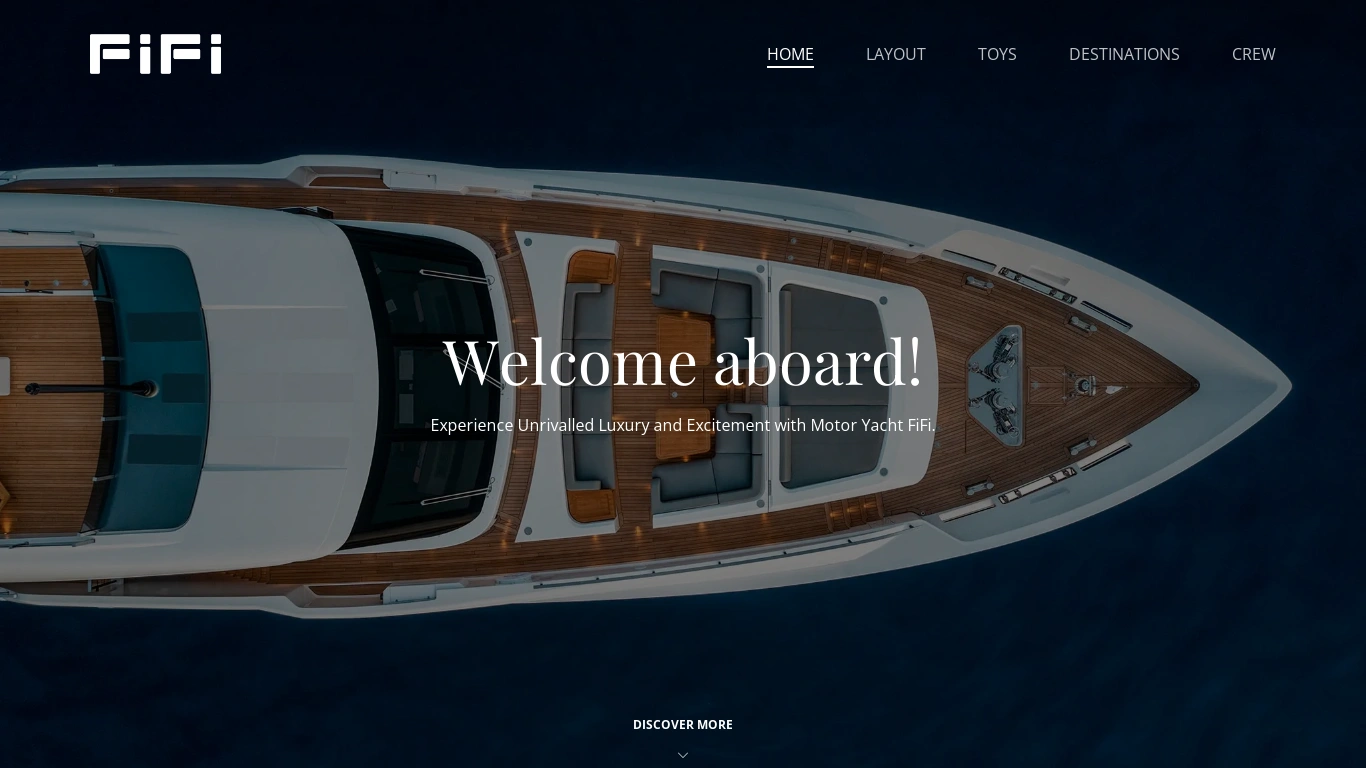 FiFi
HOME LAYOUT TOYS DESTINATIONS CREW
Welcome aboard!
Experience Unrivalled Luxury and Excitement with Motor Yacht FiFi.
DISCOVER MORE